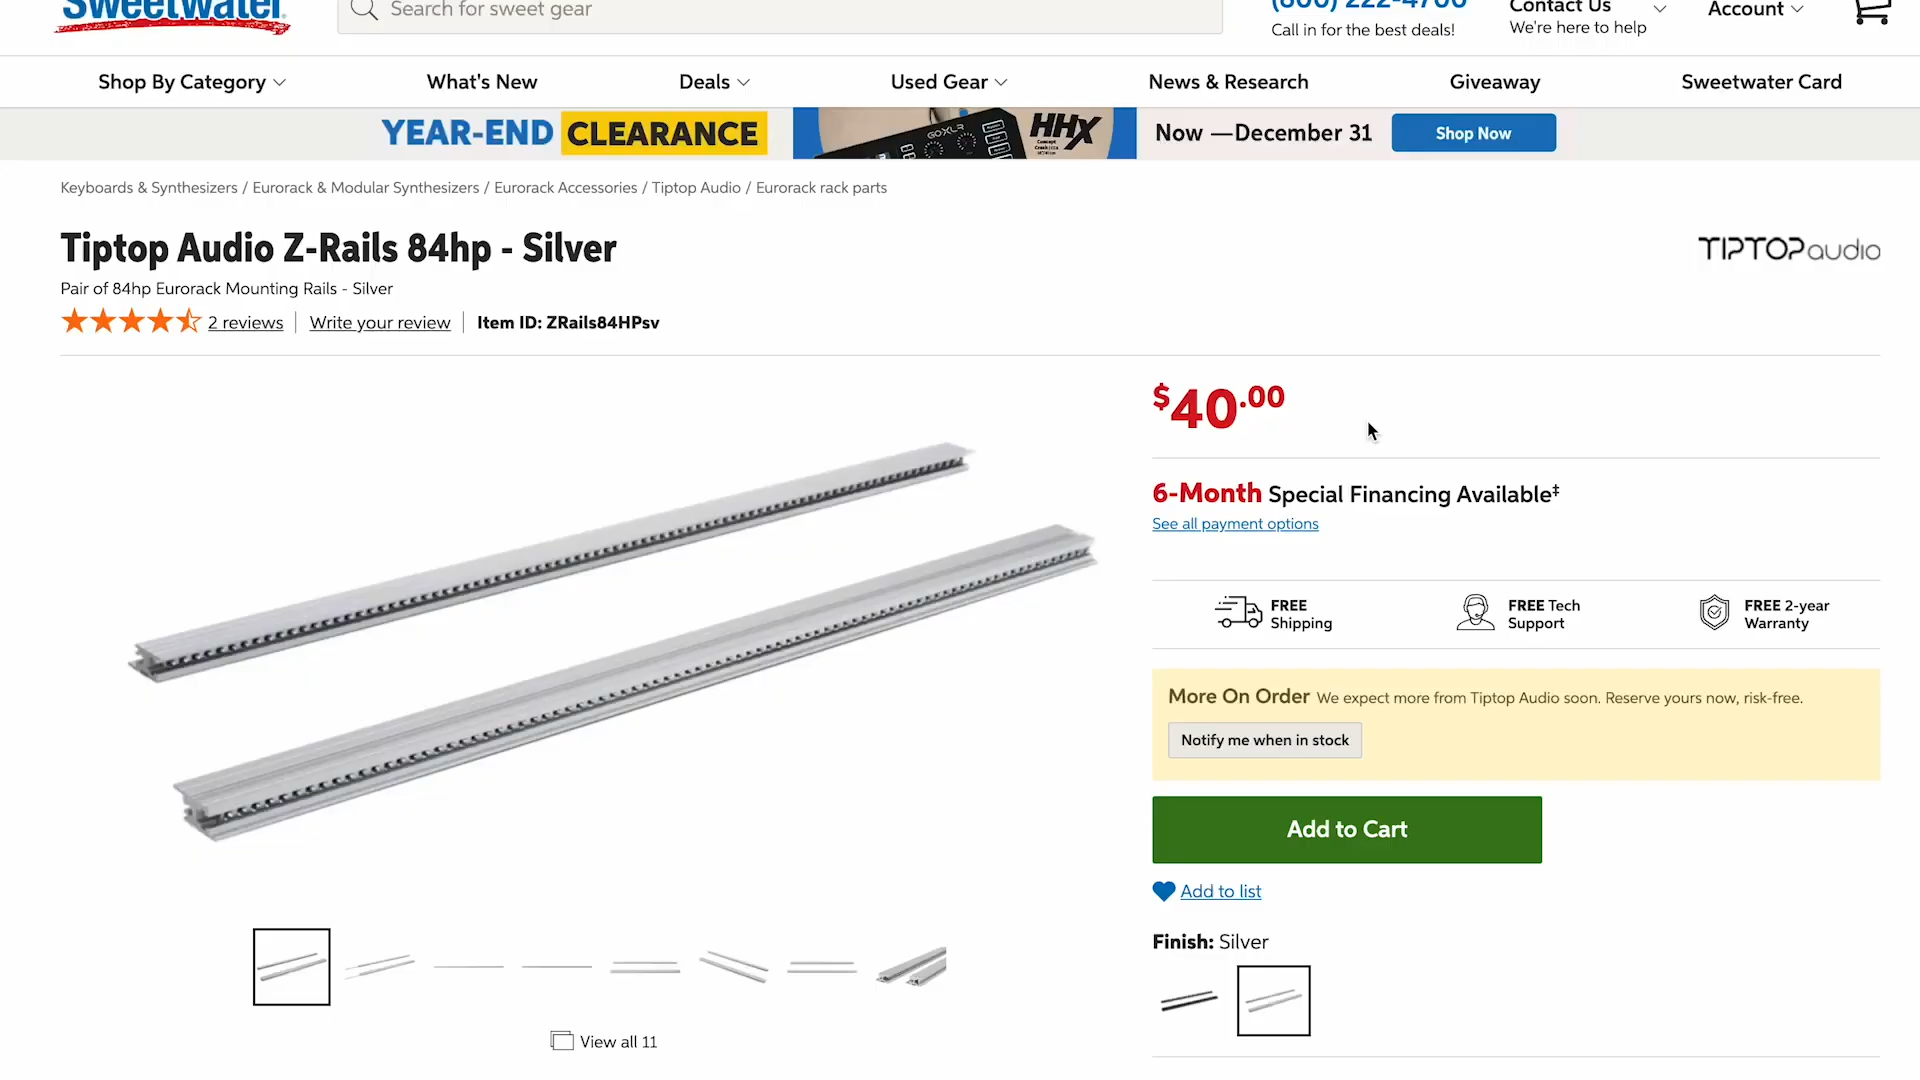 Sweetwater
Search for sweet gear
(800) 222-4700
Call in for the best deals!
Contact Us
We're here to help
Account
Shop By Category
What's New
Deals
Used Gear
News & Research
Giveaway
Sweetwater Card
YEAR-END CLEARANCE
GOXLR
HHX
Now —December 31
Shop Now
Keyboards & Synthesizers / Eurorack & Modular Synthesizers / Eurorack Accessories / Tiptop Audio / Eurorack rack parts
Tiptop Audio Z-Rails 84hp - Silver
TIPTOPaudio
Pair of 84hp Eurorack Mounting Rails - Silver
2 reviews
Write your review
Item ID: ZRails84HPsv
$40.00
6-Month Special Financing Available‡
See all payment options
FREE
Shipping
FREE Tech
Support
FREE 2-year
Warranty
More On Order We expect more from Tiptop Audio soon. Reserve yours now, risk-free.
Notify me when in stock
Add to Cart
Add to list
Finish: Silver
View all 11